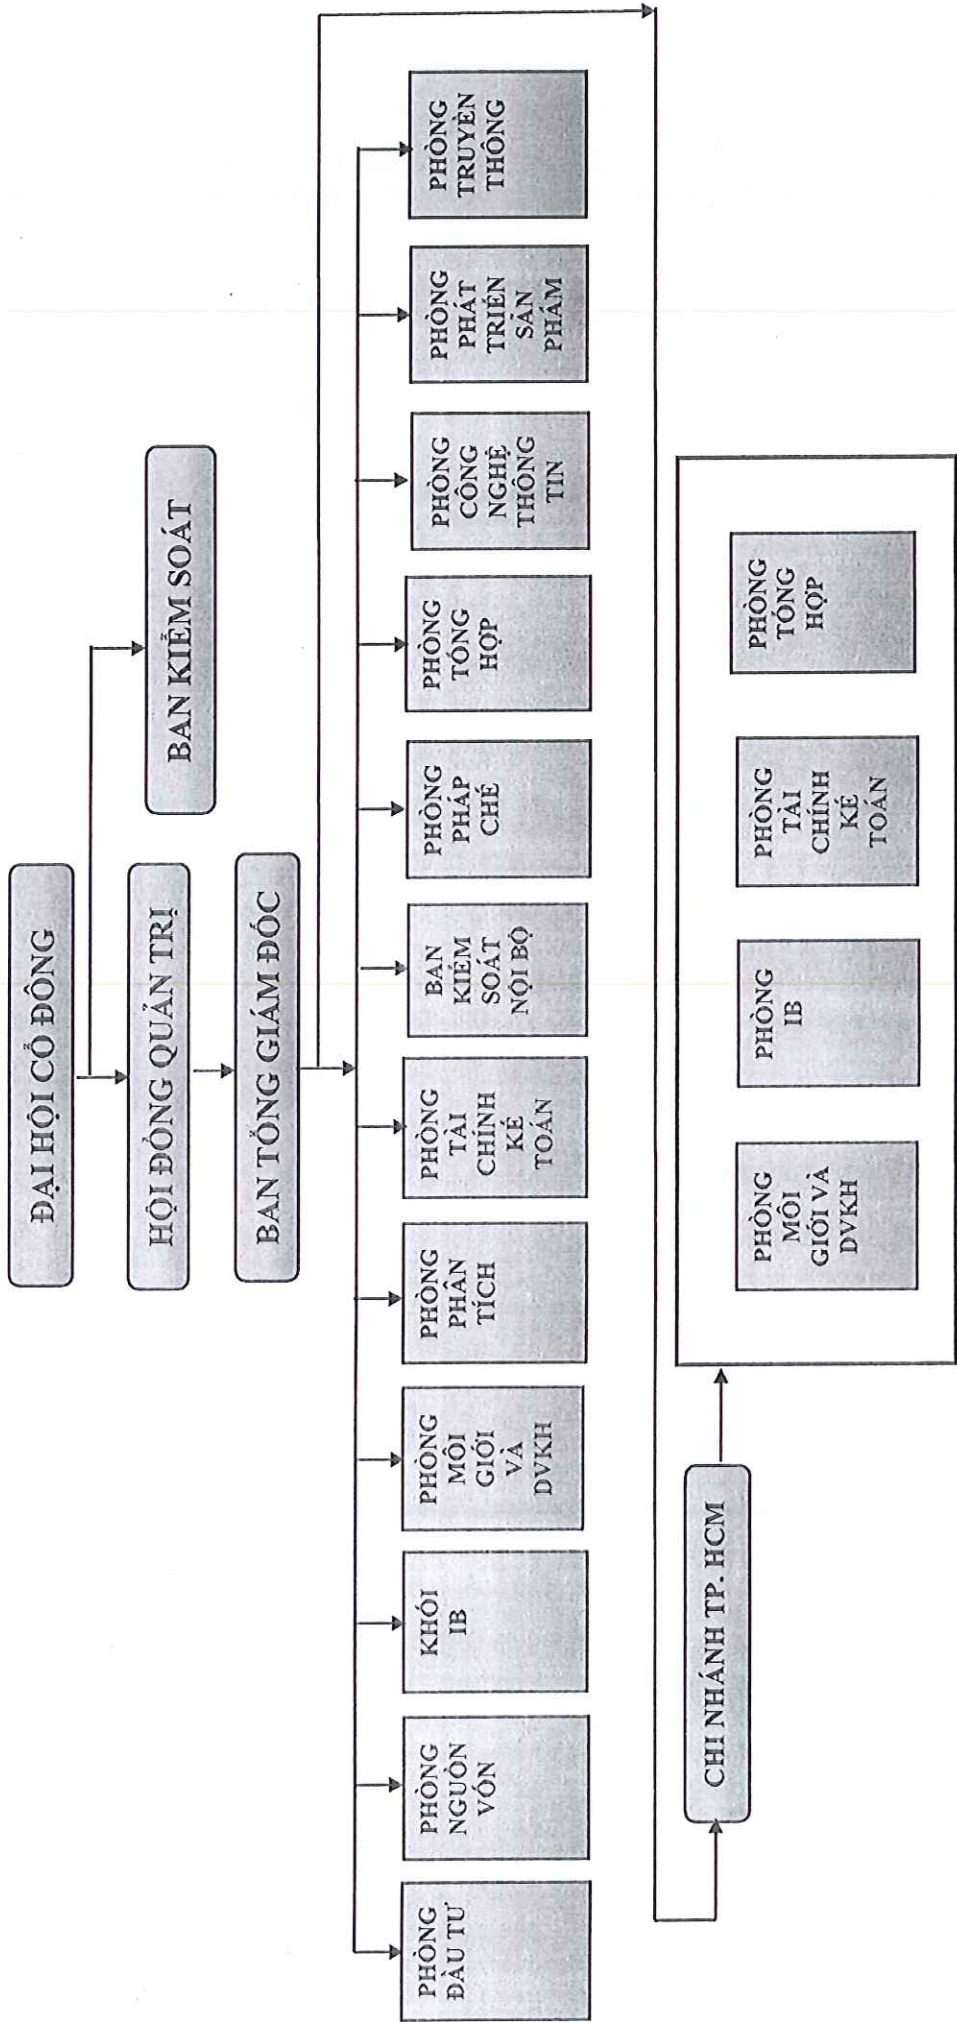 ĐẠI HỘI CỔ ĐÔNG
BAN KIỂM SOÁT
HỘI ĐỒNG QUẢN TRỊ
BAN TỔNG GIÁM ĐỐC
PHÒNG
ĐẦU TƯ
PHÒNG
NGUỒN
VỐN
KHỐI
IB
PHÒNG
MÔI
GIỚI
VÀ
DVKH
PHÒNG
PHÂN
TÍCH
PHÒNG
TÀI
CHÍNH
KẾ
TOÁN
BAN
KIỂM
SOÁT
NỘI BỘ
PHÒNG
PHÁP
CHẾ
PHÒNG
TỔNG
HỢP
PHÒNG
CÔNG
NGHỆ
THÔNG
TIN
PHÒNG
PHÁT
TRIỂN
SẢN
PHẨM
PHÒNG
TRUYỀN
THÔNG
CHI NHÁNH TP. HCM
PHÒNG
MÔI
GIỚI VÀ
DVKH
PHÒNG
IB
PHÒNG
TÀI
CHÍNH
KẾ
TOÁN
PHÒNG
TỔNG
HỢP